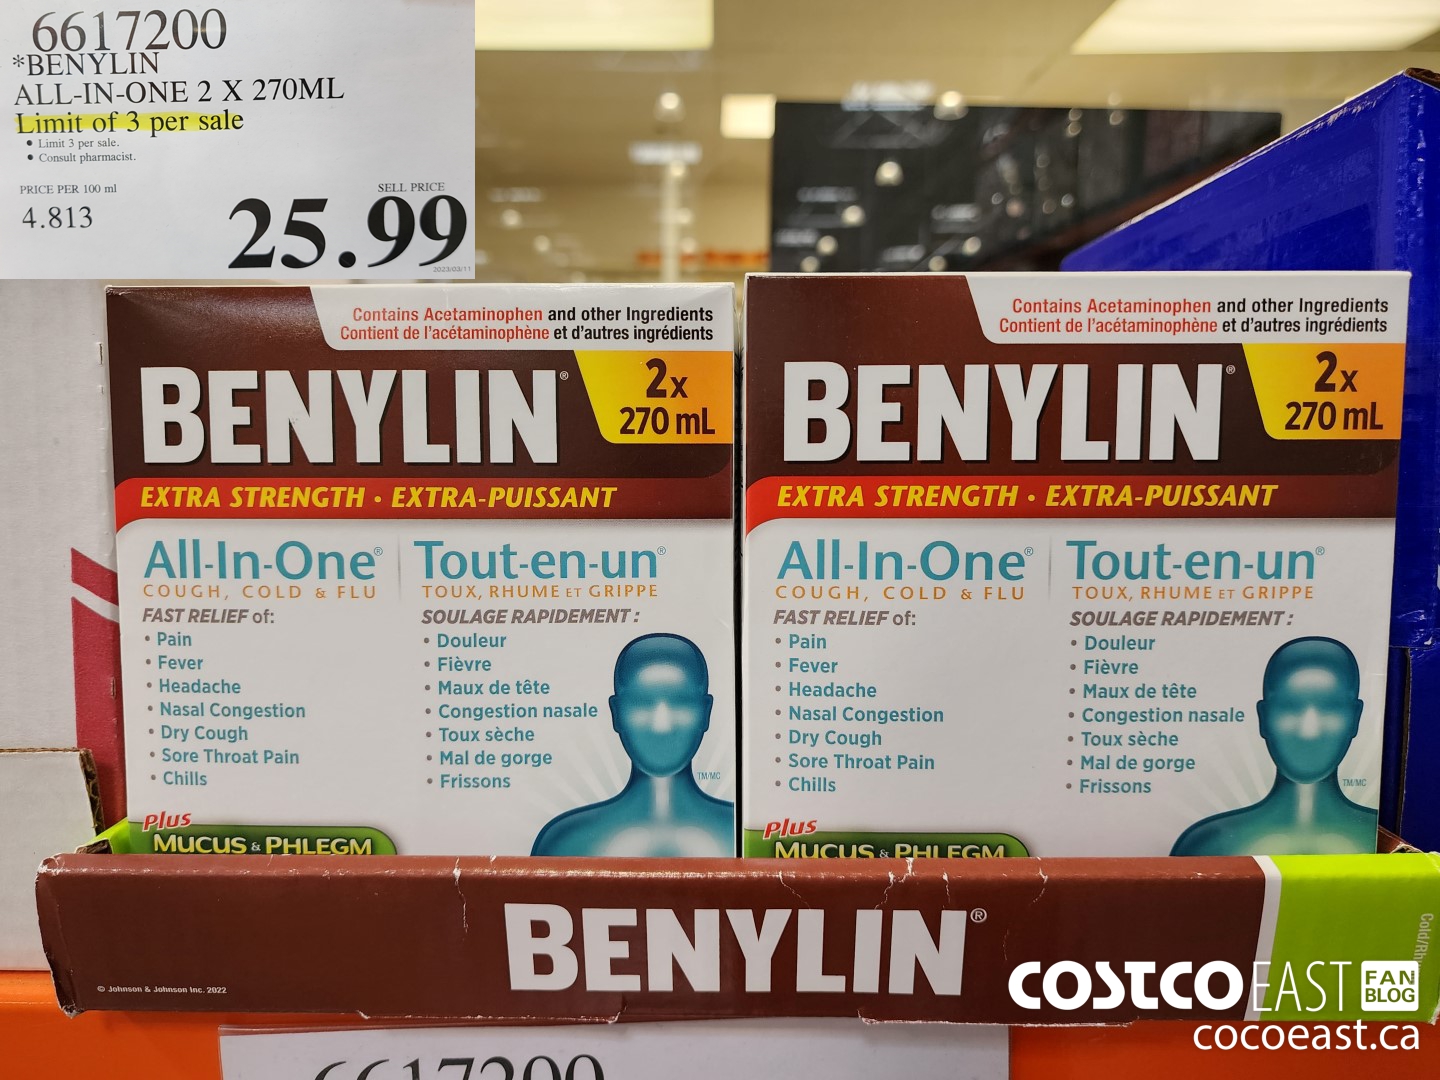 6617200
*BENYLIN
ALL-IN-ONE 2 X 270ML
Limit of 3 per sale
• Limit 3 per sale.
• Consult pharmacist.
PRICE PER 100 ml
4.813
SELL PRICE
25.99
2023/03/11
Contains Acetaminophen and other Ingredients
Contient de l'acétaminophène et d'autres ingrédients
BENYLIN®
2x
270 mL
EXTRA STRENGTH • EXTRA-PUISSANT
All-In-One®
COUGH, COLD & FLU
FAST RELIEF of:
• Pain
• Fever
• Headache
• Nasal Congestion
• Dry Cough
• Sore Throat Pain
• Chills
Tout-en-un®
TOUX, RHUME ET GRIPPE
SOULAGE RAPIDEMENT :
• Douleur
• Fièvre
• Maux de tête
• Congestion nasale
• Toux sèche
• Mal de gorge
• Frissons
TM/MC
Plus
MUCUS & PHLEGM
Contains Acetaminophen and other Ingredients
Contient de l'acétaminophène et d'autres ingrédients
BENYLIN®
2x
270 mL
EXTRA STRENGTH • EXTRA-PUISSANT
All-In-One®
COUGH, COLD & FLU
FAST RELIEF of:
• Pain
• Fever
• Headache
• Nasal Congestion
• Dry Cough
• Sore Throat Pain
• Chills
Tout-en-un®
TOUX, RHUME ET GRIPPE
SOULAGE RAPIDEMENT :
• Douleur
• Fièvre
• Maux de tête
• Congestion nasale
• Toux sèche
• Mal de gorge
• Frissons
TM/MC
Plus
MUCUS & PHLEGM
BENYLIN®
© Johnson & Johnson Inc. 2022
COSTCO EAST FAN
BLOG
cocoeast.ca
6617200